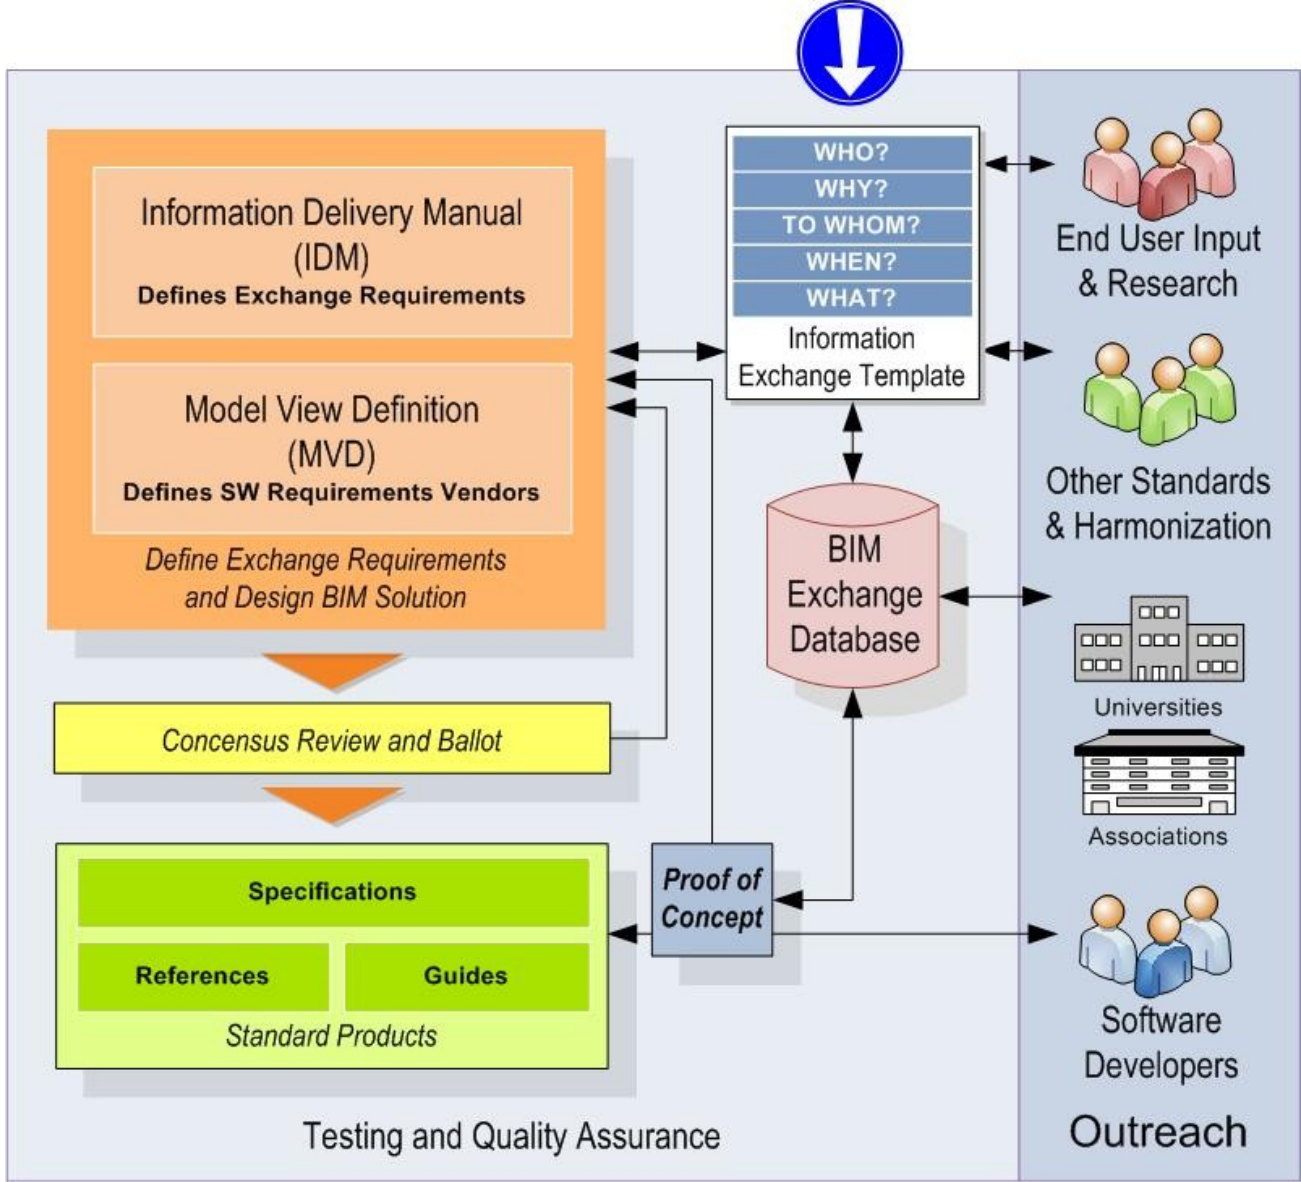 Information Delivery Manual
(IDM)
Defines Exchange Requirements
Model View Definition
(MVD)
Defines SW Requirements Vendors
Define Exchange Requirements
and Design BIM Solution
Concensus Review and Ballot
Specifications
References
Guides
Standard Products
Proof of
Concept
Testing and Quality Assurance
WHO?
WHY?
TO WHOM?
WHEN?
WHAT?
Information
Exchange Template
BIM
Exchange
Database
End User Input
& Research
Other Standards
& Harmonization
Universities
Associations
Software
Developers
Outreach